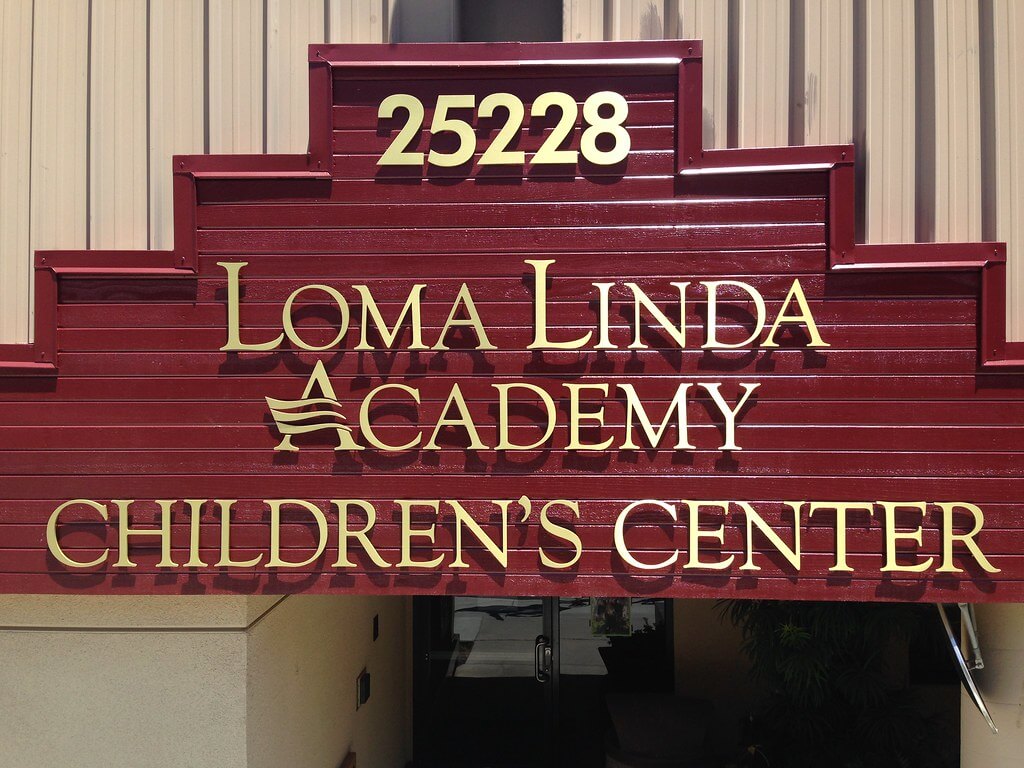 25228
LOMA LINDA
ACADEMY
CHILDREN'S CENTER